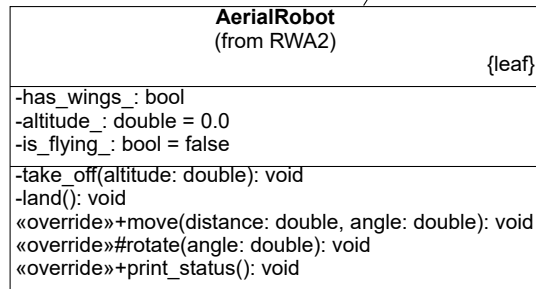 AerialRobot
(from RWA2)
{leaf}
-has_wings_: bool
-altitude_: double = 0.0
-is_flying_: bool = false
-take_off(altitude: double): void
-land(): void
«override»+move(distance: double, angle: double): void
«override»#rotate(angle: double): void
«override»+print_status(): void